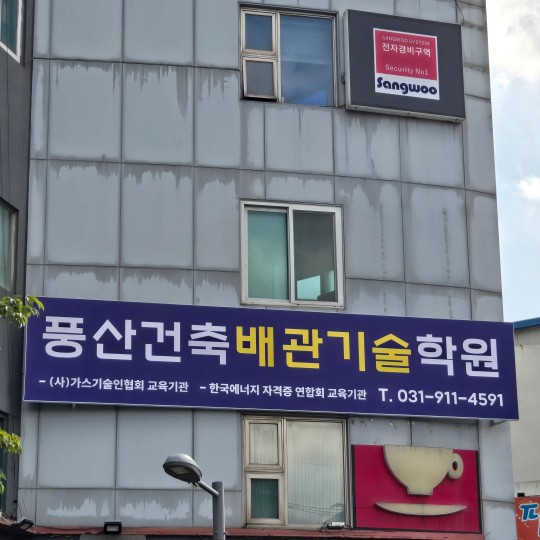 SANGWOO SYSTEM
전자경비구역
Security No1
Sangwoo
풍산건축배관기술학원
- (사)가스기술인협회 교육기관 - 한국에너지 자격증 연합회 교육기관 T. 031-911-4591